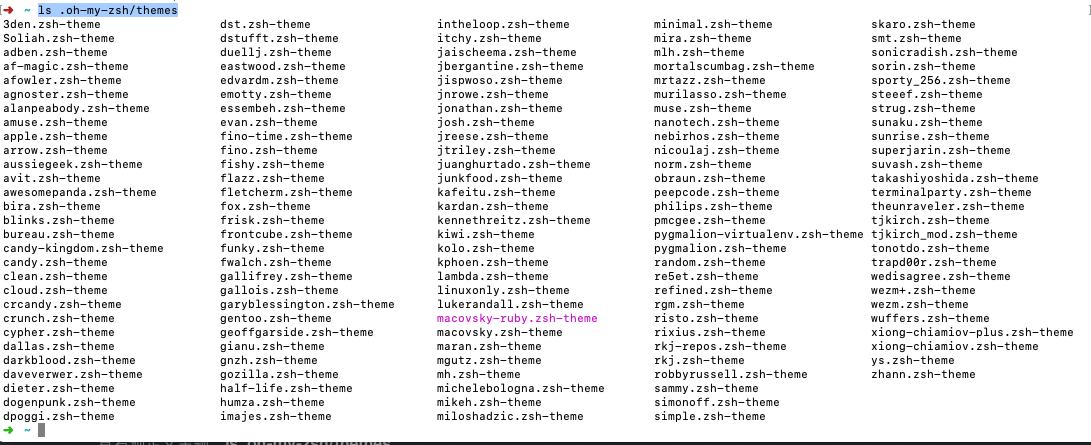 ➜ ~ ls .oh-my-zsh/themes
3den.zsh-theme dst.zsh-theme intheloop.zsh-theme minimal.zsh-theme skaro.zsh-theme
Soliah.zsh-theme dstufft.zsh-theme itchy.zsh-theme mira.zsh-theme smt.zsh-theme
adben.zsh-theme duellj.zsh-theme jaischeema.zsh-theme mlh.zsh-theme sonicradish.zsh-theme
af-magic.zsh-theme eastwood.zsh-theme jbergantine.zsh-theme mortalscumbag.zsh-theme sorin.zsh-theme
afowler.zsh-theme edvardm.zsh-theme jispwoso.zsh-theme mrtazz.zsh-theme sporty_256.zsh-theme
agnoster.zsh-theme emotty.zsh-theme jnrowe.zsh-theme murilasso.zsh-theme steeef.zsh-theme
alanpeabody.zsh-theme essembeh.zsh-theme jonathan.zsh-theme muse.zsh-theme strug.zsh-theme
amuse.zsh-theme evan.zsh-theme josh.zsh-theme nanotech.zsh-theme sunaku.zsh-theme
apple.zsh-theme fino-time.zsh-theme jreese.zsh-theme nebirhos.zsh-theme sunrise.zsh-theme
arrow.zsh-theme fino.zsh-theme jtriley.zsh-theme nicoulaj.zsh-theme superjarin.zsh-theme
aussiegeek.zsh-theme fishy.zsh-theme juanghurtado.zsh-theme norm.zsh-theme suvash.zsh-theme
avit.zsh-theme flazz.zsh-theme junkfood.zsh-theme obraun.zsh-theme takashiyoshida.zsh-theme
awesomepanda.zsh-theme fletcherm.zsh-theme kafeitu.zsh-theme peepcode.zsh-theme terminalparty.zsh-theme
bira.zsh-theme fox.zsh-theme kardan.zsh-theme philips.zsh-theme theunraveler.zsh-theme
blinks.zsh-theme frisk.zsh-theme kennethreitz.zsh-theme pmcgee.zsh-theme tjkirch.zsh-theme
bureau.zsh-theme frontcube.zsh-theme kiwi.zsh-theme pygmalion-virtualenv.zsh-theme tjkirch_mod.zsh-theme
candy-kingdom.zsh-theme funky.zsh-theme kolo.zsh-theme pygmalion.zsh-theme tonotdo.zsh-theme
candy.zsh-theme fwalch.zsh-theme kphoen.zsh-theme random.zsh-theme trapd00r.zsh-theme
clean.zsh-theme gallifrey.zsh-theme lambda.zsh-theme re5et.zsh-theme wedisagree.zsh-theme
cloud.zsh-theme gallois.zsh-theme linuxonly.zsh-theme refined.zsh-theme wezm+.zsh-theme
crcandy.zsh-theme garyblessington.zsh-theme lukerandall.zsh-theme rgm.zsh-theme wezm.zsh-theme
crunch.zsh-theme gentoo.zsh-theme macovsky-ruby.zsh-theme risto.zsh-theme wuffers.zsh-theme
cypher.zsh-theme geoffgarside.zsh-theme macovsky.zsh-theme rixius.zsh-theme xiong-chiamiov-plus.zsh-theme
dallas.zsh-theme gianu.zsh-theme maran.zsh-theme rkj-repos.zsh-theme xiong-chiamiov.zsh-theme
darkblood.zsh-theme gnzh.zsh-theme mgutz.zsh-theme rkj.zsh-theme ys.zsh-theme
daveverwer.zsh-theme gozilla.zsh-theme mh.zsh-theme robbyrussell.zsh-theme zhann.zsh-theme
dieter.zsh-theme half-life.zsh-theme michelebologna.zsh-theme sammy.zsh-theme
dogenpunk.zsh-theme humza.zsh-theme mikeh.zsh-theme simonoff.zsh-theme
dpoggi.zsh-theme imajes.zsh-theme miloshadzic.zsh-theme simple.zsh-theme
➜ ~